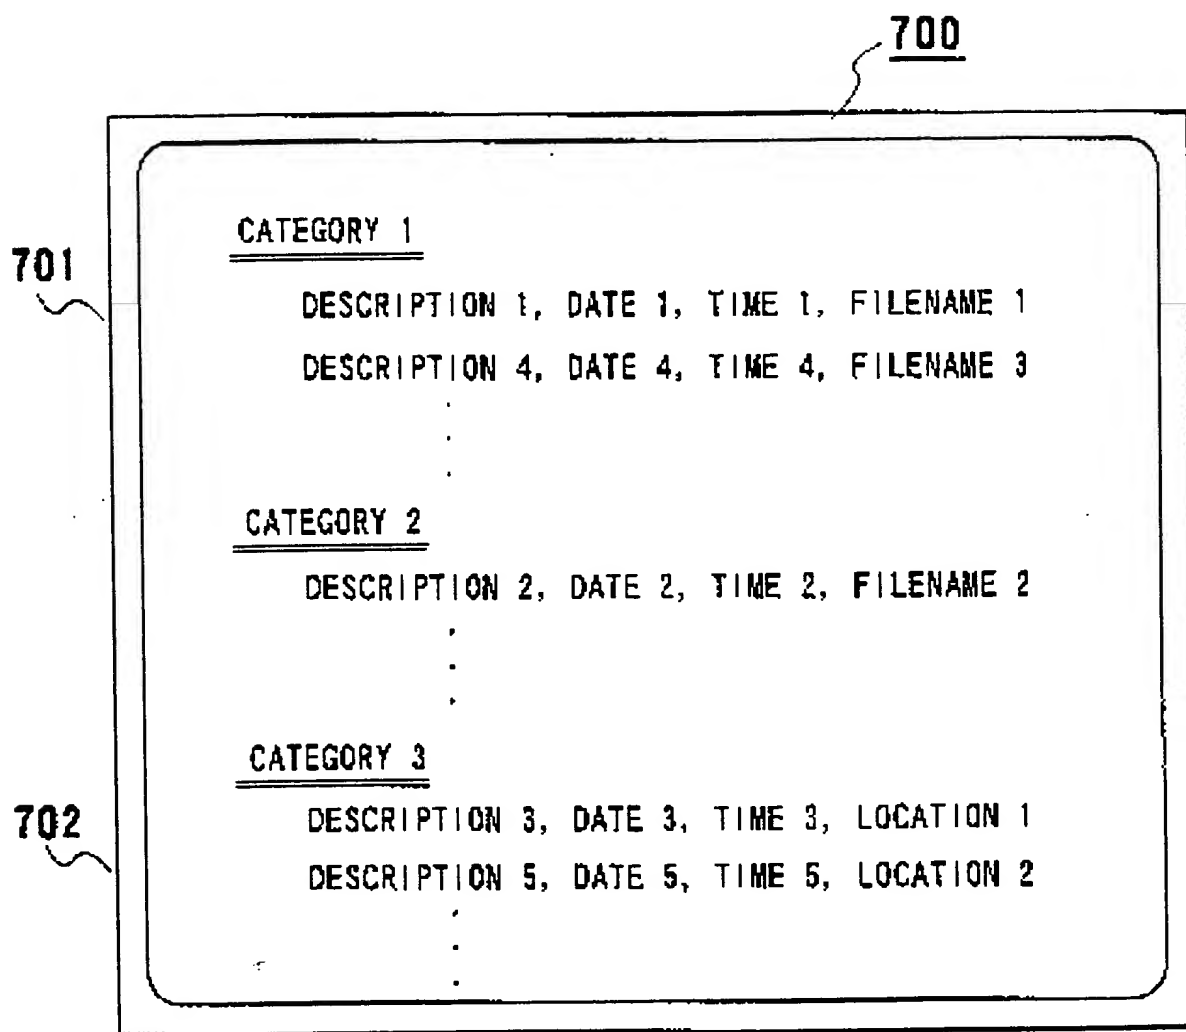 700
CATEGORY 1
701
DESCRIPTION 1, DATE 1, TIME 1, FILENAME 1
DESCRIPTION 4, DATE 4, TIME 4, FILENAME 3
.
.
.
CATEGORY 2
DESCRIPTION 2, DATE 2, TIME 2, FILENAME 2
.
.
.
CATEGORY 3
702
DESCRIPTION 3, DATE 3, TIME 3, LOCATION 1
DESCRIPTION 5, DATE 5, TIME 5, LOCATION 2
.
.
.